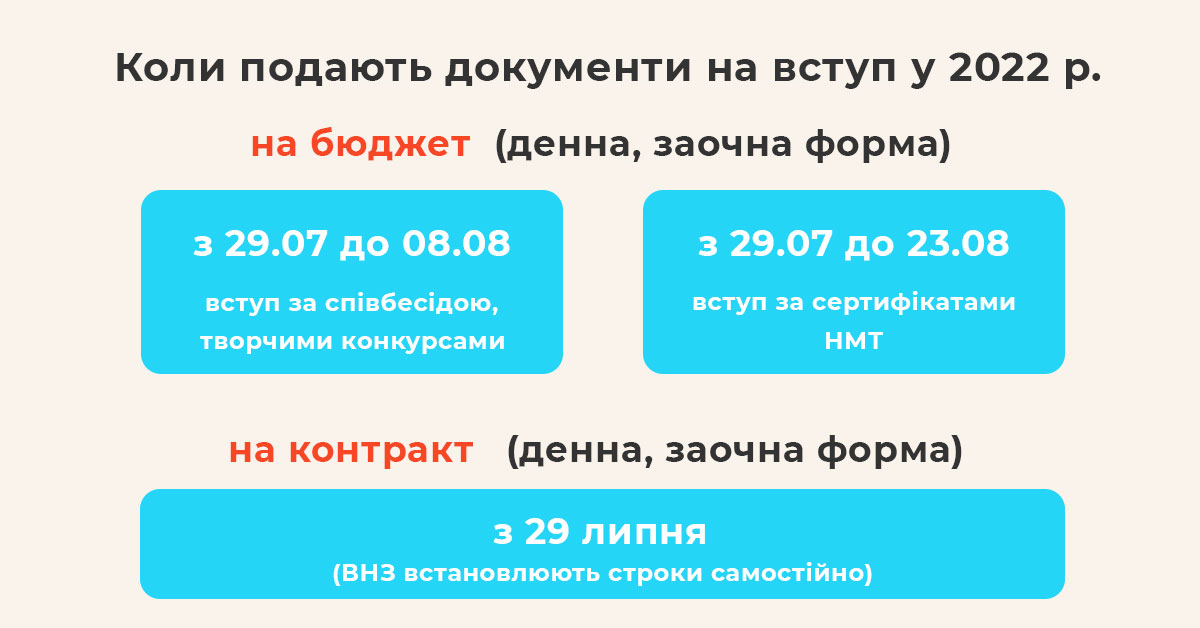 Коли подають документи на вступ у 2022 р.
на бюджет (денна, заочна форма)
з 29.07 до 08.08
вступ за співбесідою,
творчими конкурсами
з 29.07 до 23.08
вступ за сертифікатами
НМТ
на контракт (денна, заочна форма)
з 29 липня
(ВНЗ встановлюють строки самостійно)